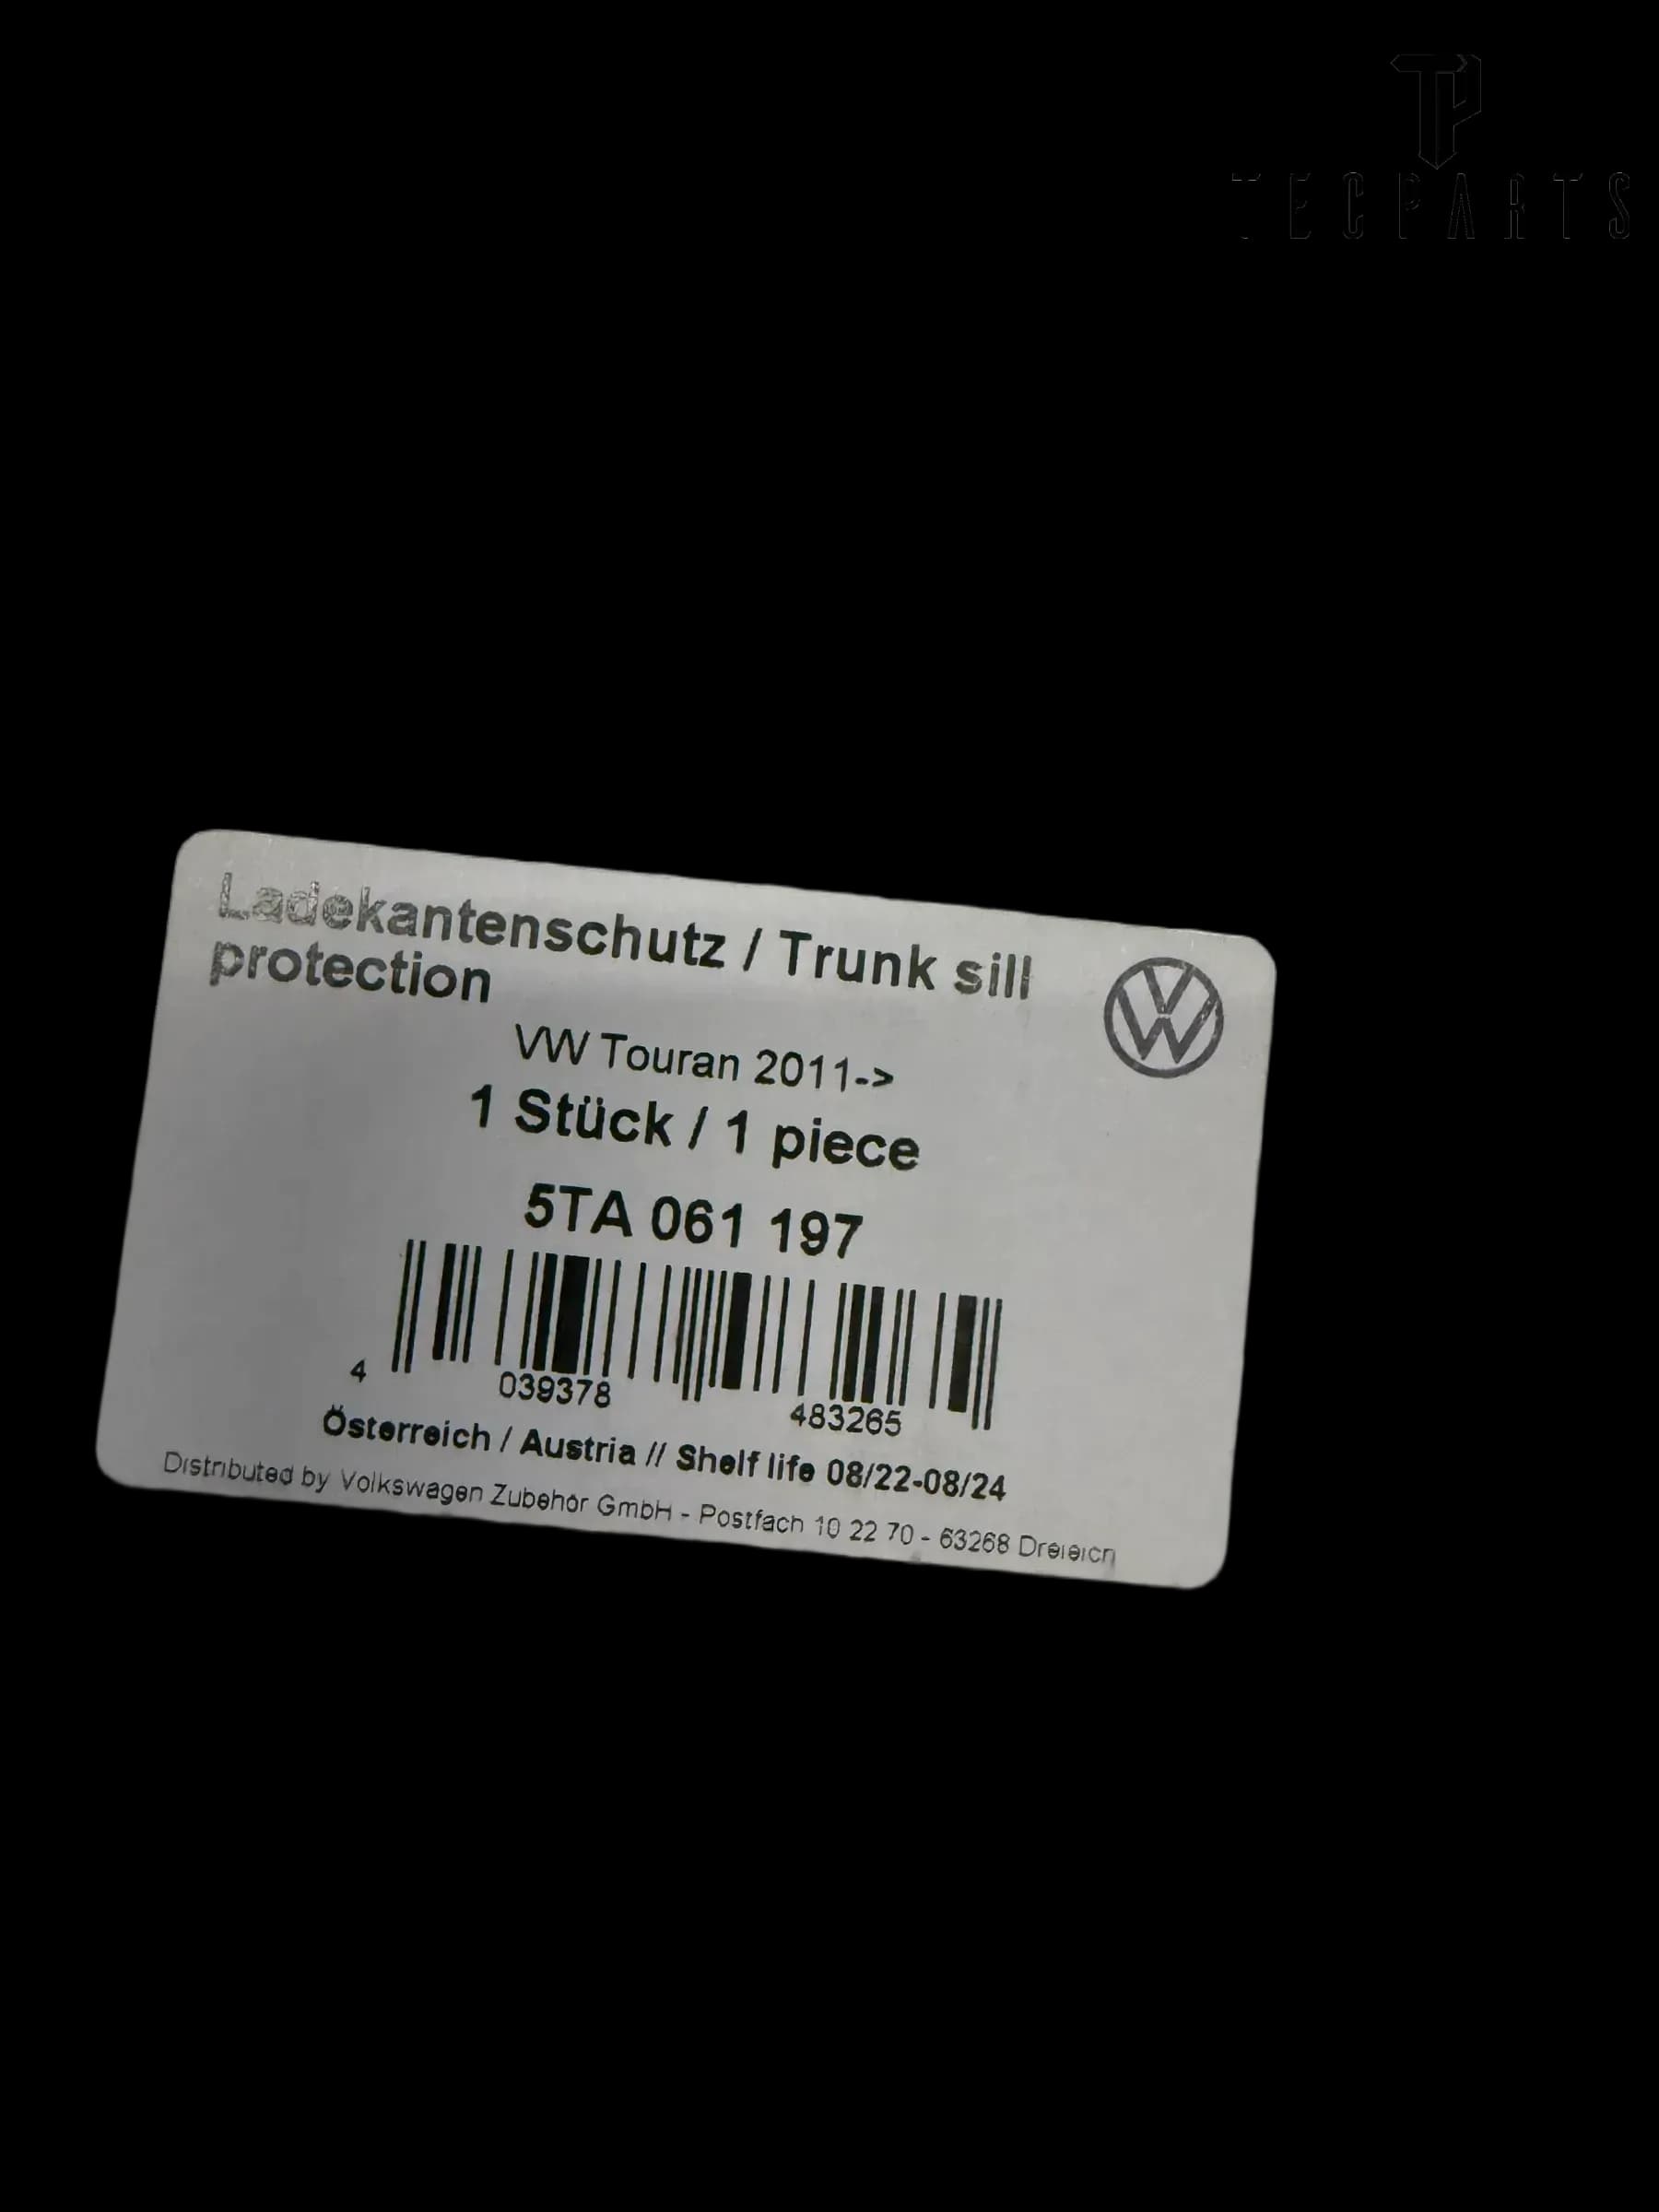 TECPARTS
Ladekantenschutz / Trunk sill
protection
VW Touran 2011->
1 Stück / 1 piece
5TA 061 197
4 039378 483265
Österreich / Austria // Shelf life 08/22-08/24
Distributed by Volkswagen Zubehör GmbH - Postfach 10 22 70 - 63268 Dreieich